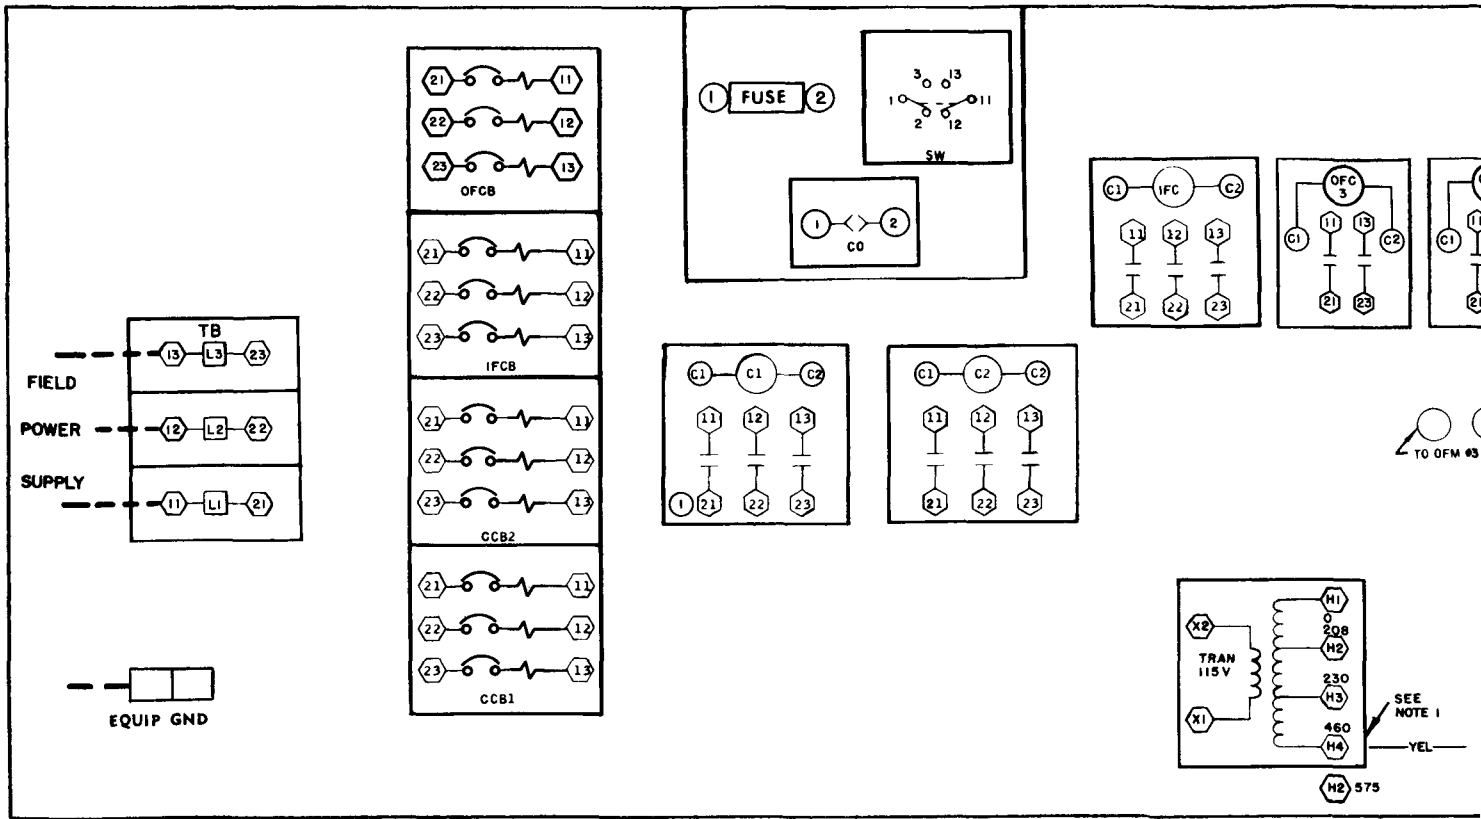 21 11
22 12
23 13
OFCB
21 11
22 12
23 13
IFCB
21 11
22 12
23 13
CCB2
21 11
22 12
23 13
CCB1
TB
13 L3 23
12 L2 22
11 L1 21
FIELD
POWER
SUPPLY
EQUIP GND
1 FUSE 2
3 13
1 11
2 12
SW
1 2
CO
C1 C1 C2
11 12 13
1 21 22 23
C1 C2 C2
11 12 13
21 22 23
C1 IFC C2
11 12 13
21 22 23
OFC
3
11 13
C1 C2
21 23
11
C1
21
TO OFM #3
H1
0
208
X2 H2
TRAN
115V
230
H3
X1
460
H4
SEE
NOTE 1
YEL
H2 575